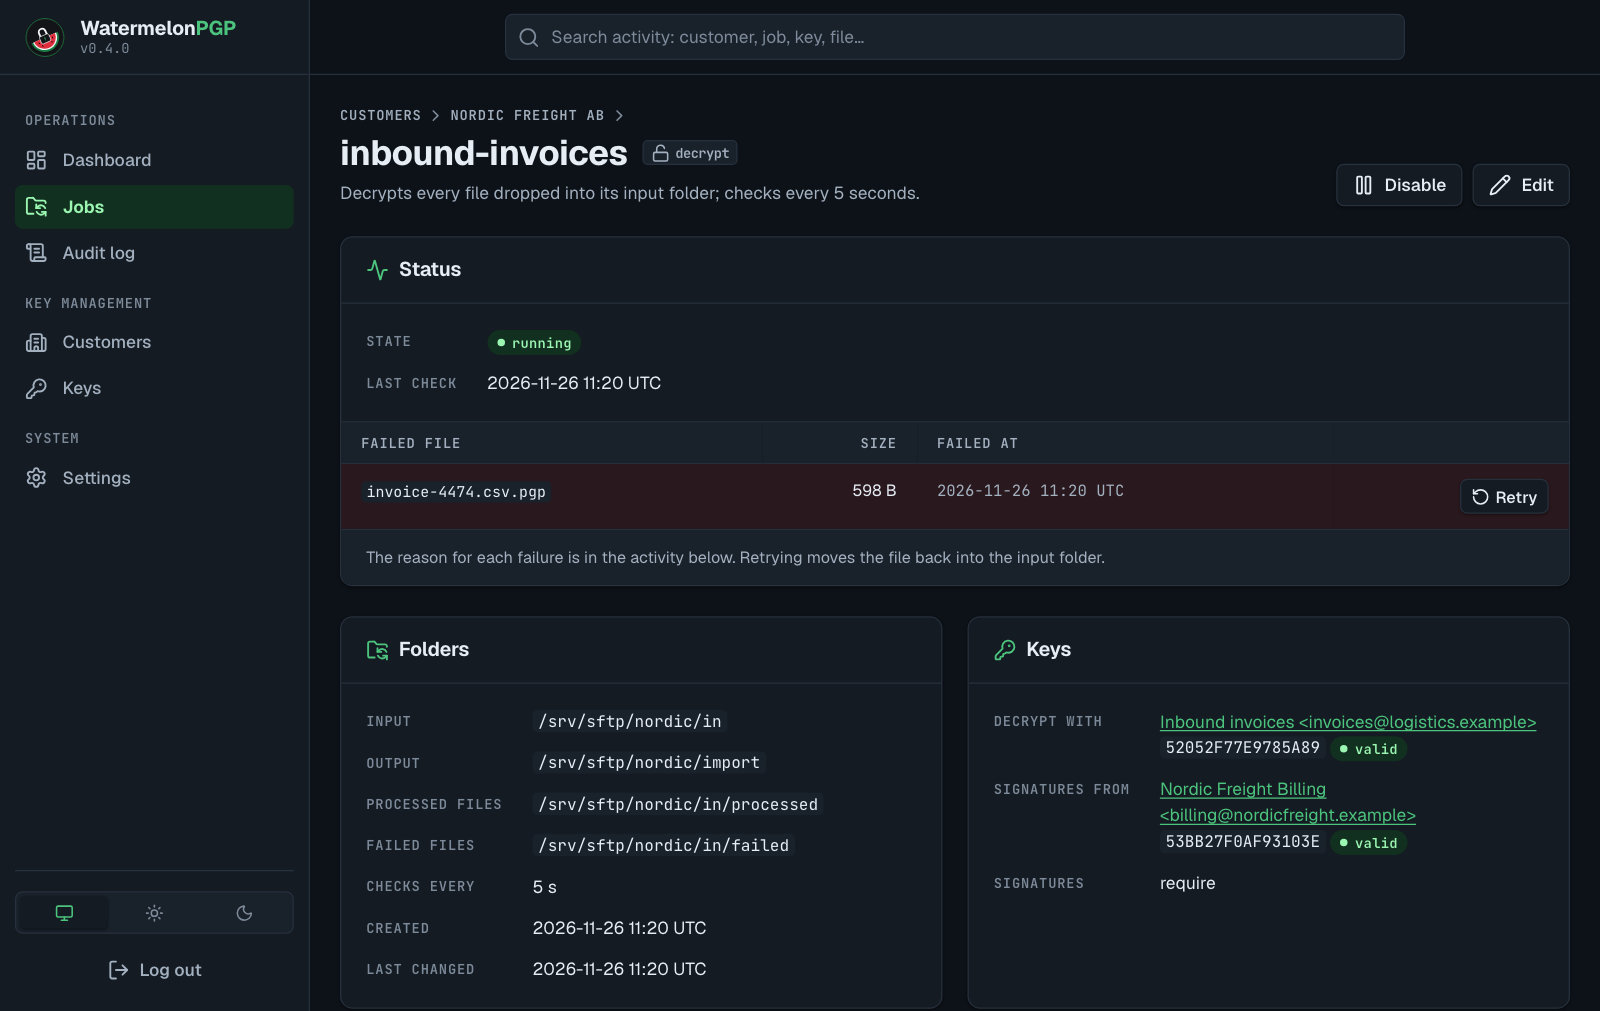 WatermelonPGP
v0.4.0
Search activity: customer, job, key, file...
OPERATIONS
Dashboard
Jobs
Audit log
KEY MANAGEMENT
Customers
Keys
SYSTEM
Settings
Log out
CUSTOMERS > NORDIC FREIGHT AB >
inbound-invoices decrypt
Decrypts every file dropped into its input folder; checks every 5 seconds.
Disable Edit
Status
STATE running
LAST CHECK 2026-11-26 11:20 UTC
FAILED FILE SIZE FAILED AT
invoice-4474.csv.pgp 598 B 2026-11-26 11:20 UTC Retry
The reason for each failure is in the activity below. Retrying moves the file back into the input folder.
Folders
INPUT /srv/sftp/nordic/in
OUTPUT /srv/sftp/nordic/import
PROCESSED FILES /srv/sftp/nordic/in/processed
FAILED FILES /srv/sftp/nordic/in/failed
CHECKS EVERY 5 s
CREATED 2026-11-26 11:20 UTC
LAST CHANGED 2026-11-26 11:20 UTC
Keys
DECRYPT WITH Inbound invoices <invoices@logistics.example>
52052F77E9785A89 valid
SIGNATURES FROM Nordic Freight Billing
<billing@nordicfreight.example>
53BB27F0AF93103E valid
SIGNATURES require